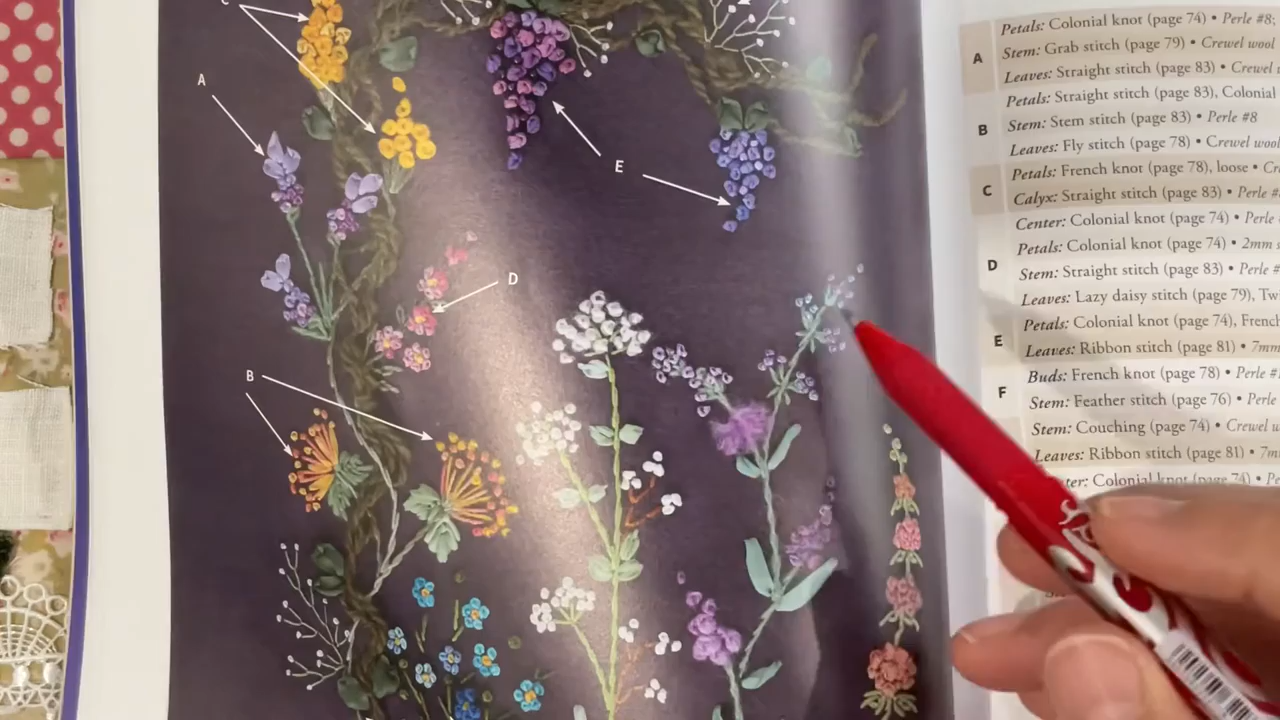 C
A
E
D
B
A
Petals: Colonial knot (page 74) • Perle #8;
Stem: Grab stitch (page 79) • Crewel wool
Leaves: Straight stitch (page 83) • Crewel
B
Petals: Straight stitch (page 83), Colonial
Stem: Stem stitch (page 83) • Perle #8
Leaves: Fly stitch (page 78) • Crewel wool
C
Petals: French knot (page 78), loose •
Calyx: Straight stitch (page 83) • Perle #
D
Center: Colonial knot (page 74) • Perle
Petals: Colonial knot (page 74) • 2mm
Stem: Straight stitch (page 83) • Perle #
Leaves: Lazy daisy stitch (page 79),
E
Petals: Colonial knot (page 74), French
Leaves: Ribbon stitch (page 81) • 7mm
F
Buds: French knot (page 78) • Perle #
Stem: Feather stitch (page 76) • Perle
Stem: Couching (page 74) • Crewel
Leaves: Ribbon stitch (page 81) •
Colonial knot (page 74) •